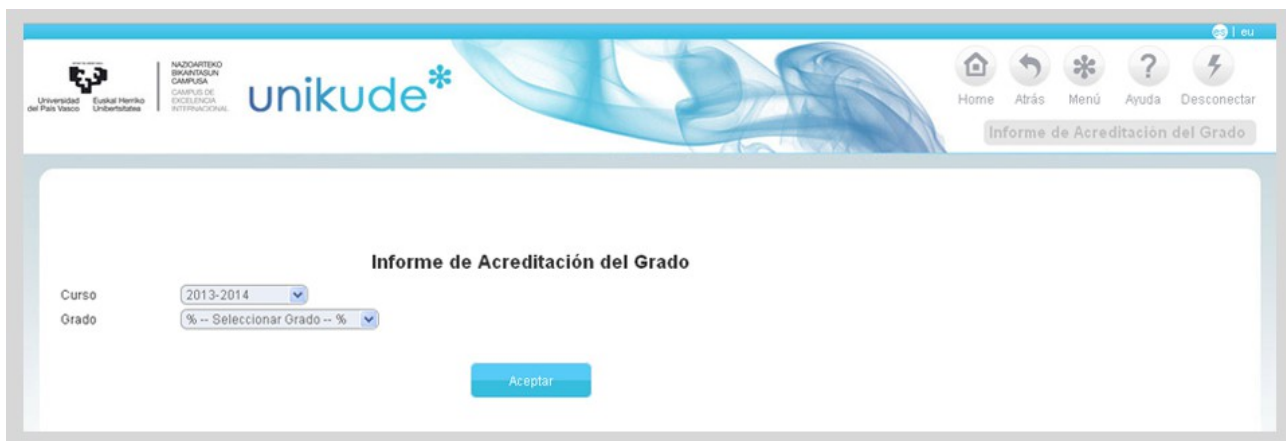 es | eu
Universidad del País Vasco
Euskal Herriko Unibertsitatea
NAZIOARTEKO
BIKAINTASUN
CAMPUSA
CAMPUS DE
EXCELENCIA
INTERNACIONAL
unikude*
Home Atrás Menú Ayuda Desconectar
Informe de Acreditación del Grado
Informe de Acreditación del Grado
Curso 2013-2014
Grado % -- Seleccionar Grado -- %
Aceptar